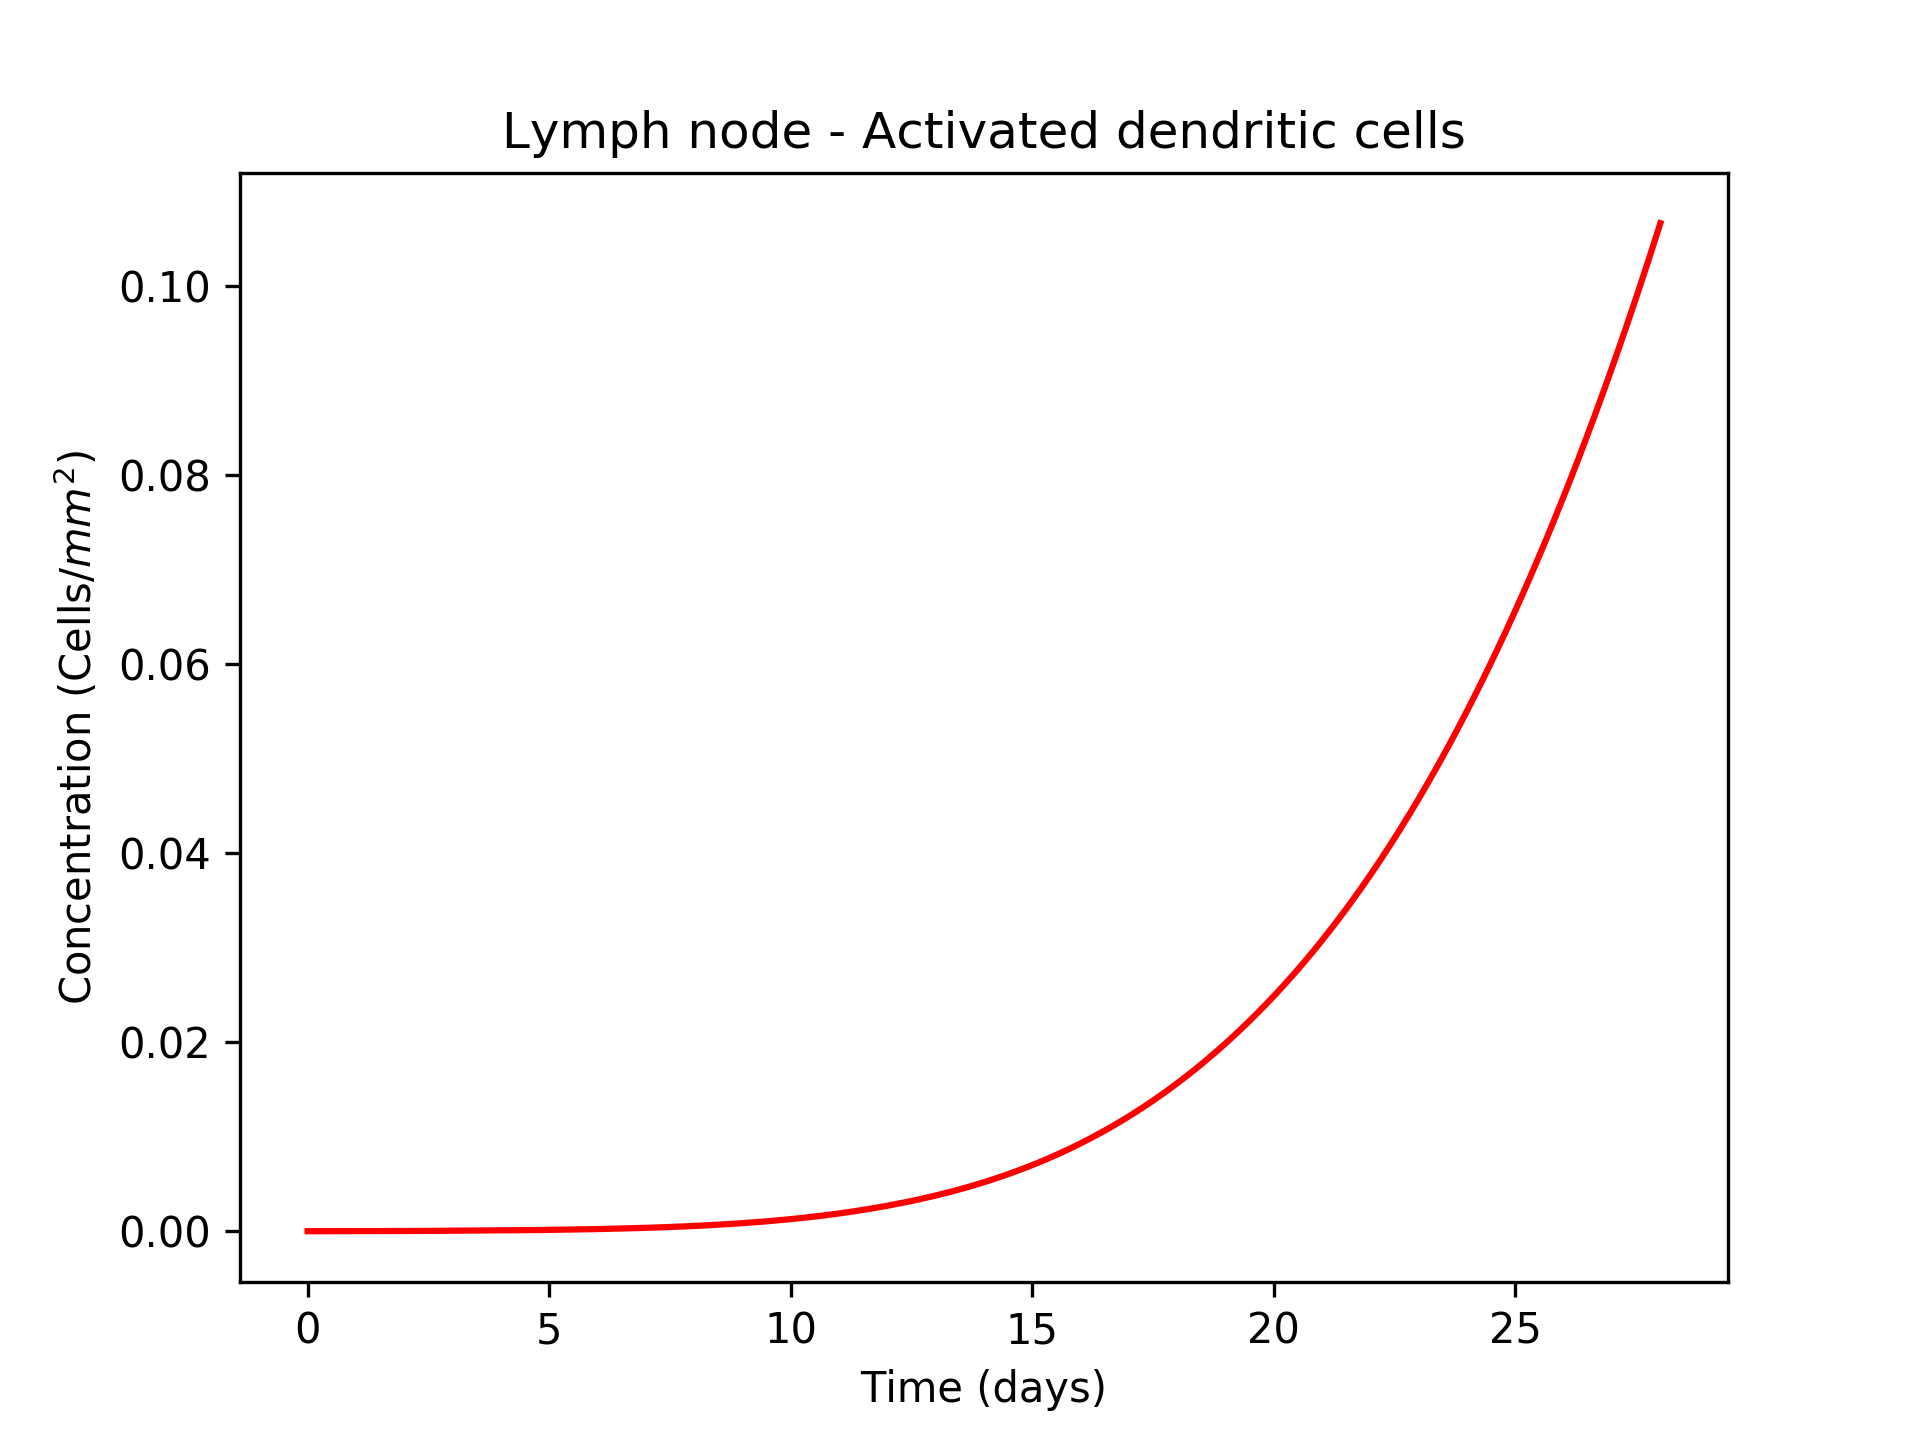 Lymph node - Activated dendritic cells
Concentration (Cells/mm²)
0.10
0.08
0.06
0.04
0.02
0.00
0 5 10 15 20 25
Time (days)